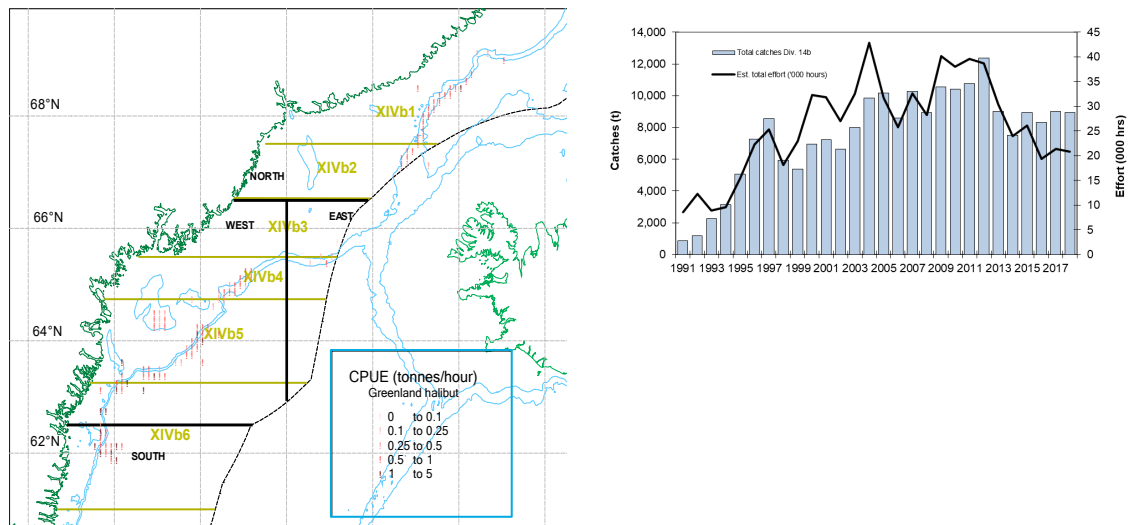 68°N
XIVb1
XIVb2
NORTH
66°N
WEST
EAST
XIVb3
XIVb4
64°N
XIVb5
CPUE (tonnes/hour)
Greenland halibut
0 to 0.1
0.1 to 0.25
0.25 to 0.5
0.5 to 1
1 to 5
XIVb6
62°N
SOUTH
14,000
12,000
10,000
8,000
6,000
4,000
2,000
0
Catches (t)
Total catches Div. 14b
Est. total effort ('000 hours)
45
40
35
30
25
20
15
10
5
0
Effort (000 hrs)
1991 1993 1995 1997 1999 2001 2003 2005 2007 2009 2011 2013 2015 2017